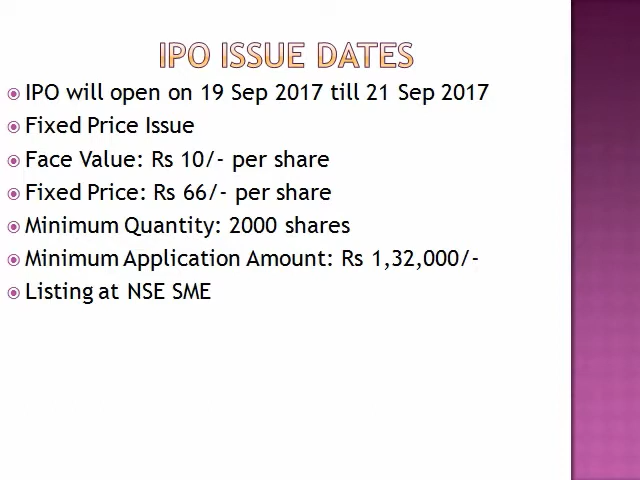 IPO ISSUE DATES
IPO will open on 19 Sep 2017 till 21 Sep 2017
Fixed Price Issue
Face Value: Rs 10/- per share
Fixed Price: Rs 66/- per share
Minimum Quantity: 2000 shares
Minimum Application Amount: Rs 1,32,000/-
Listing at NSE SME